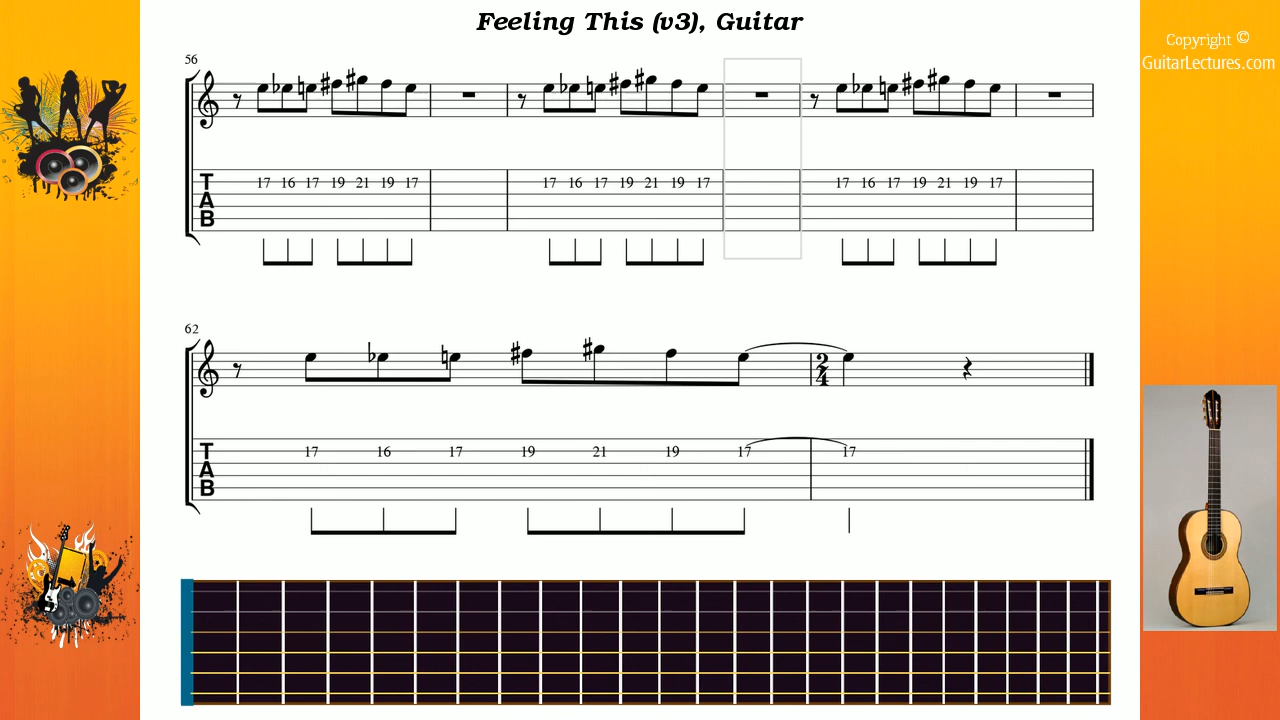 Feeling This (v3), Guitar
Copyright ©
GuitarLectures.com
56
T 17 16 17 19 21 19 17 17 16 17 19 21 19 17 17 16 17 19 21 19 17
A
B
62
2
4
T 17 16 17 19 21 19 17 17
A
B